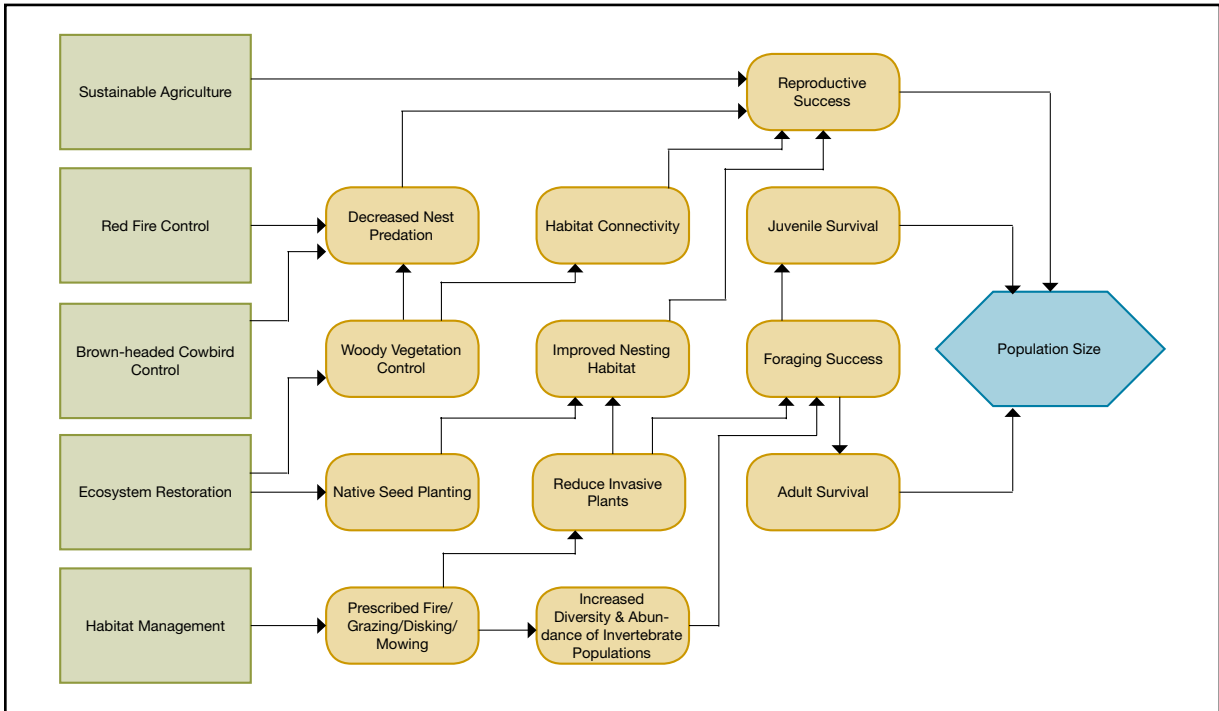 Sustainable Agriculture
Reproductive
Success
Red Fire Control
Decreased Nest
Predation
Habitat Connectivity
Juvenile Survival
Brown-headed Cowbird
Control
Woody Vegetation
Control
Improved Nesting
Habitat
Foraging Success
Population Size
Ecosystem Restoration
Native Seed Planting
Reduce Invasive
Plants
Adult Survival
Habitat Management
Prescribed Fire/
Grazing/Disking/
Mowing
Increased
Diversity & Abun-
dance of Invertebrate
Populations